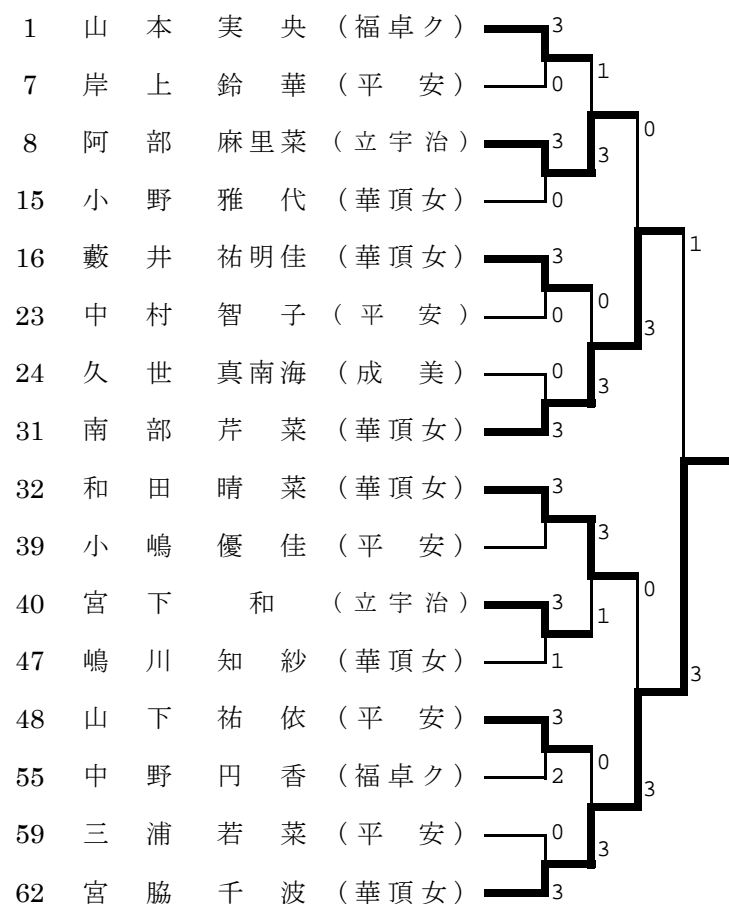 1 山本実央 (福卓ク) 3
1
7 岸上鈴華 (平安) 0
0
8 阿部麻里菜 (立宇治) 3
3
15 小野雅代 (華頂女) 0
1
16 藪井祐明佳 (華頂女) 3
0
23 中村智子 (平安) 0
3
24 久世真南海 (成美) 0
3
31 南部芹菜 (華頂女) 3
32 和田晴菜 (華頂女) 3
3
39 小嶋優佳 (平安)
0
40 宮下和 (立宇治) 3
1
47 嶋川知紗 (華頂女) 1
3
48 山下祐依 (平安) 3
0
55 中野円香 (福卓ク) 2
3
59 三浦若菜 (平安) 0
3
62 宮脇千波 (華頂女) 3